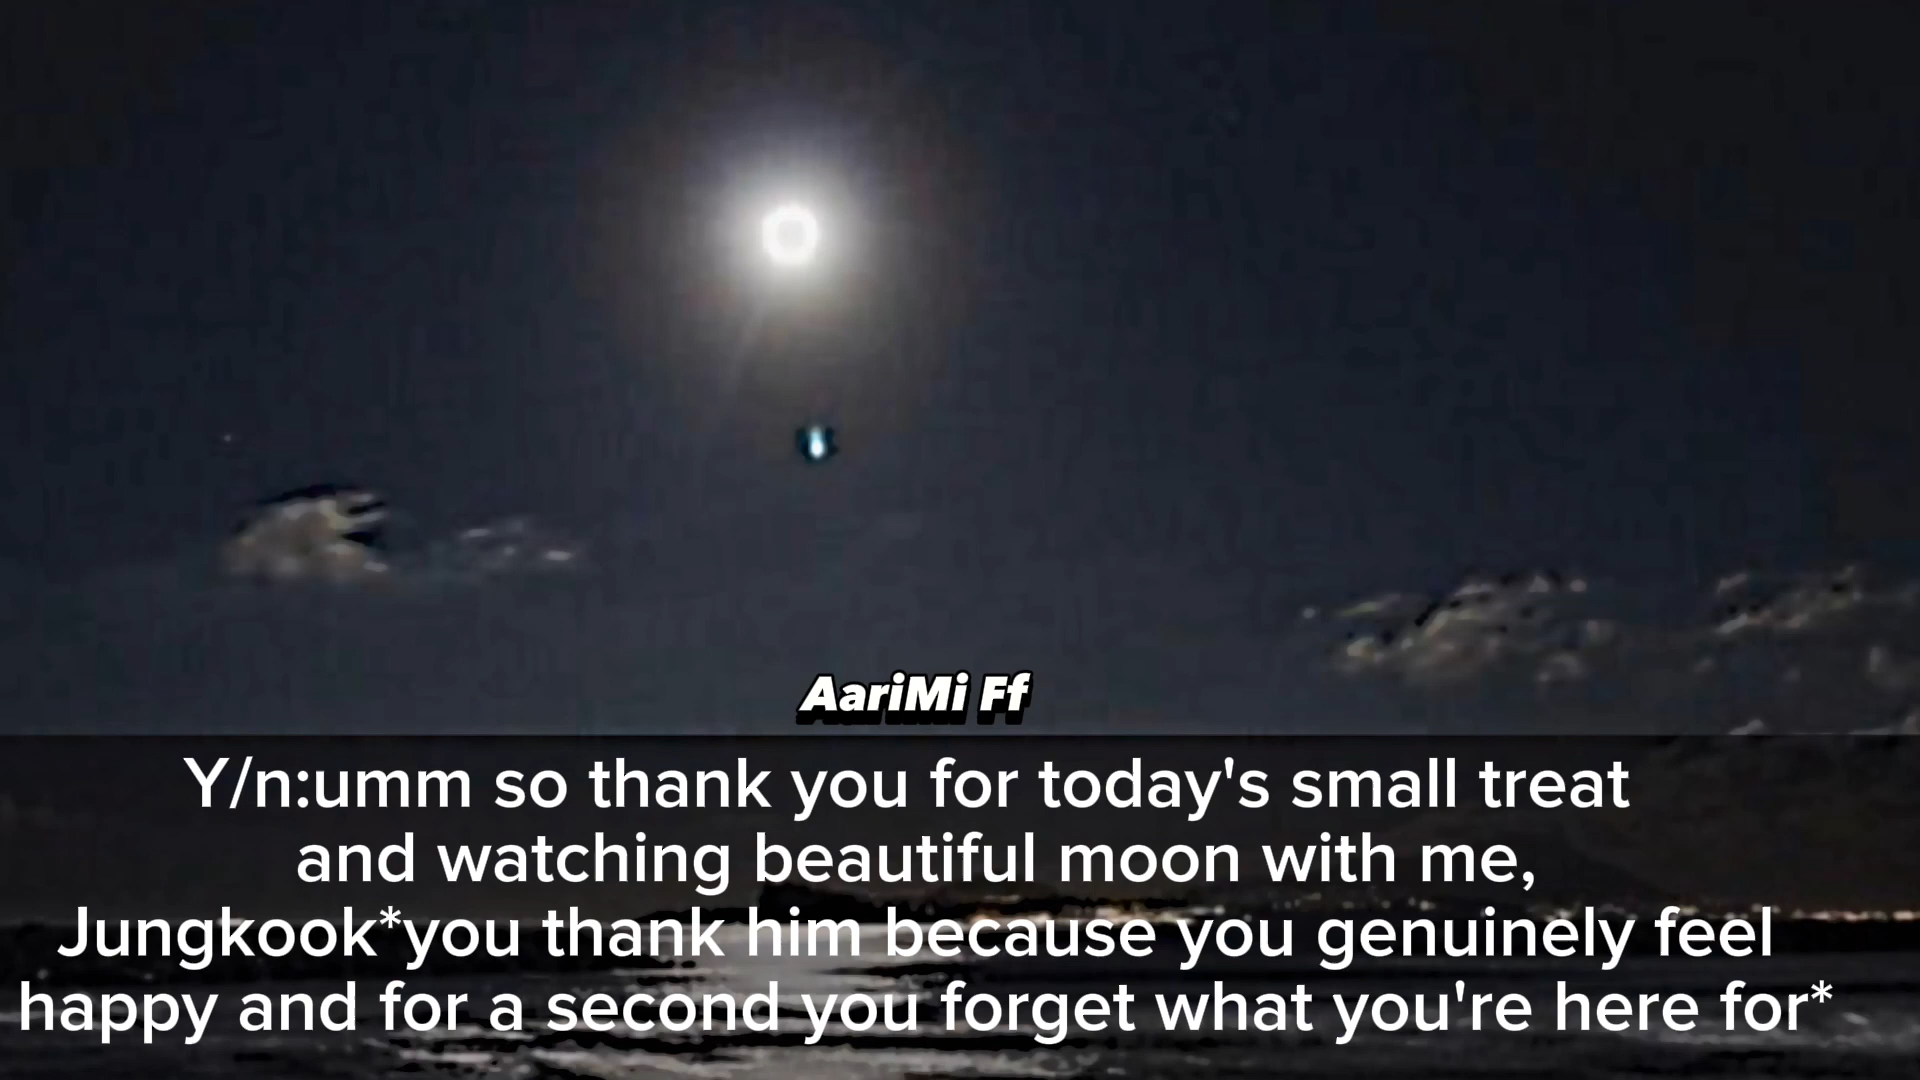 AariMi Ff
Y/n:umm so thank you for today's small treat
and watching beautiful moon with me,
Jungkook*you thank him because you genuinely feel
happy and for a second you forget what you're here for*